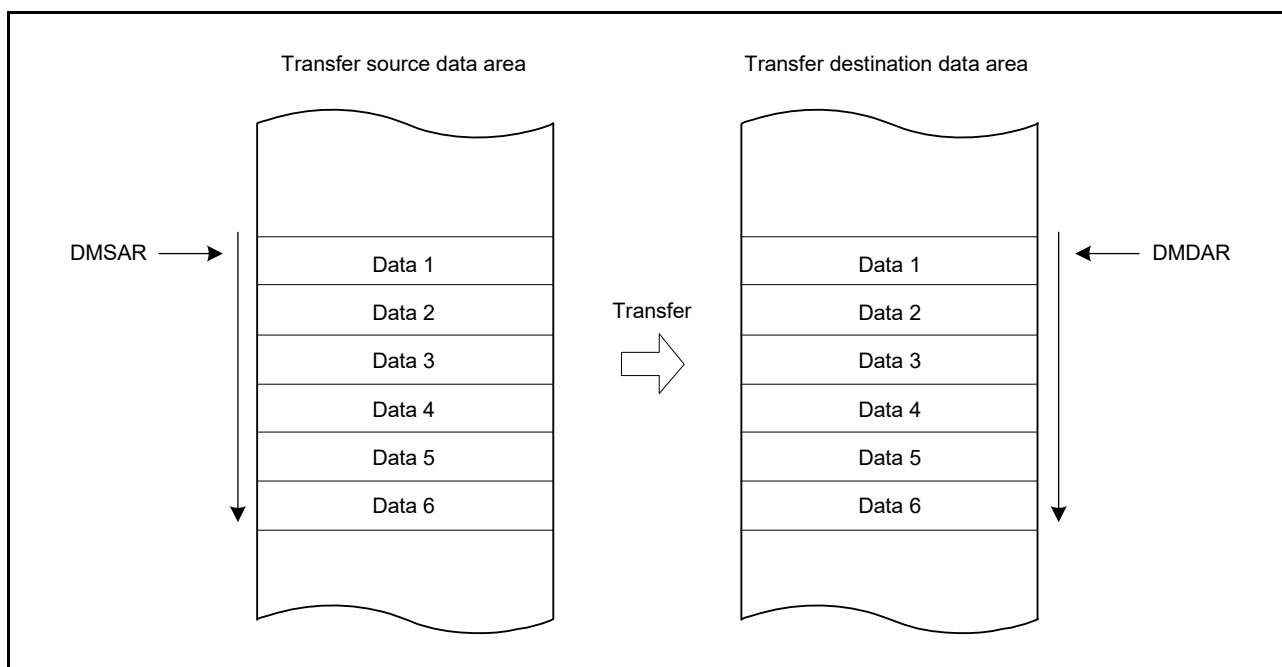 Transfer source data area
Transfer destination data area
DMSAR
Data 1
Data 2
Data 3
Data 4
Data 5
Data 6
Transfer
Data 1
Data 2
Data 3
Data 4
Data 5
Data 6
DMDAR